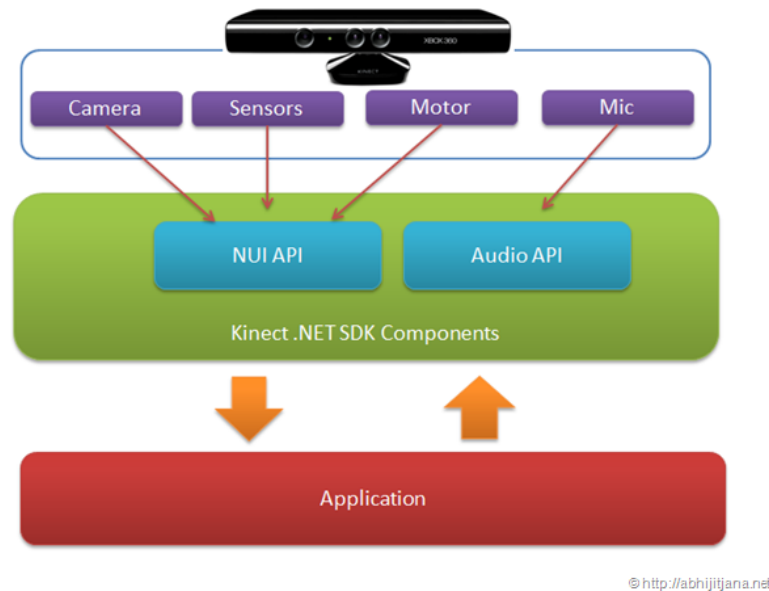 XBOX 360
KINECT
Camera
Sensors
Motor
Mic
NUI API
Audio API
Kinect .NET SDK Components
Application
© http://abhijitjana.net